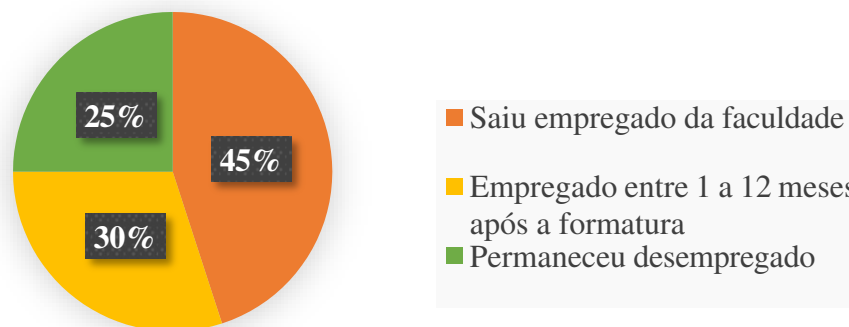 25%
45%
30%
Saiu empregado da faculdade
Empregado entre 1 a 12 meses
após a formatura
Permaneceu desempregado